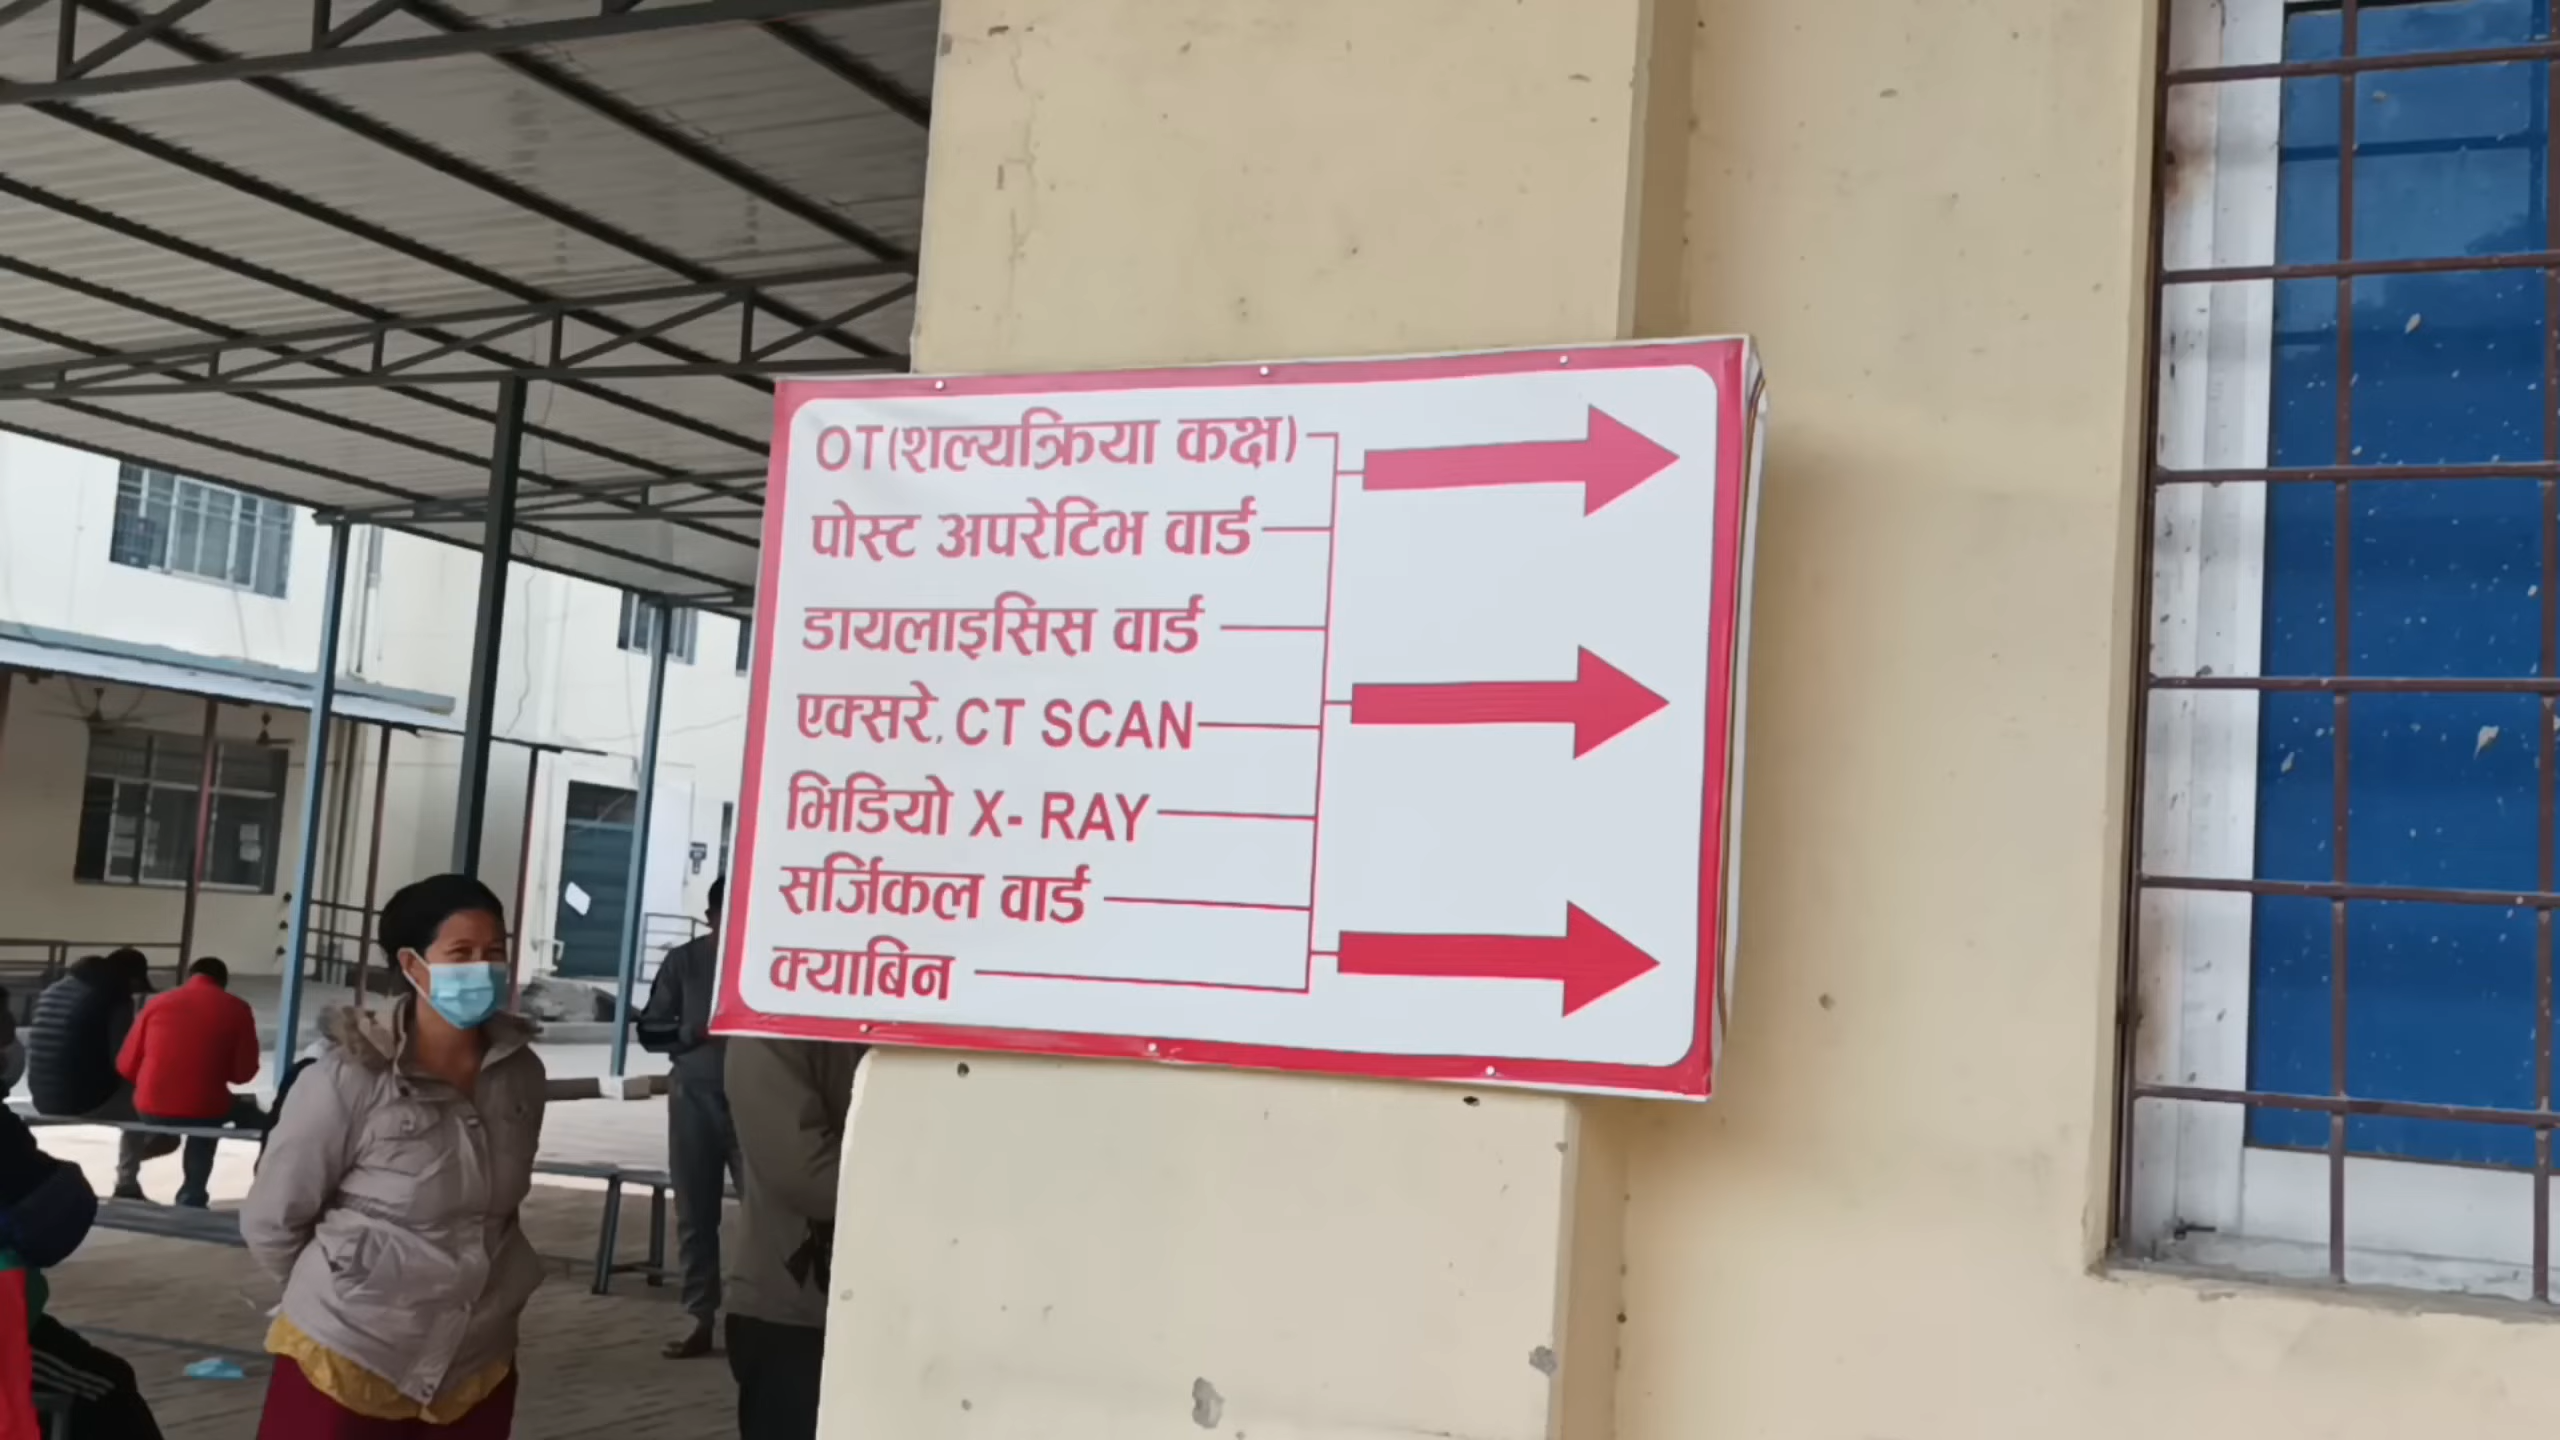 OT(शल्यक्रिया कक्ष)
पोस्ट अपरेटिभ वार्ड
डायलाइसिस वार्ड
एक्सरे, CT SCAN
भिडियो X- RAY
सर्जिकल वार्ड
क्याबिन